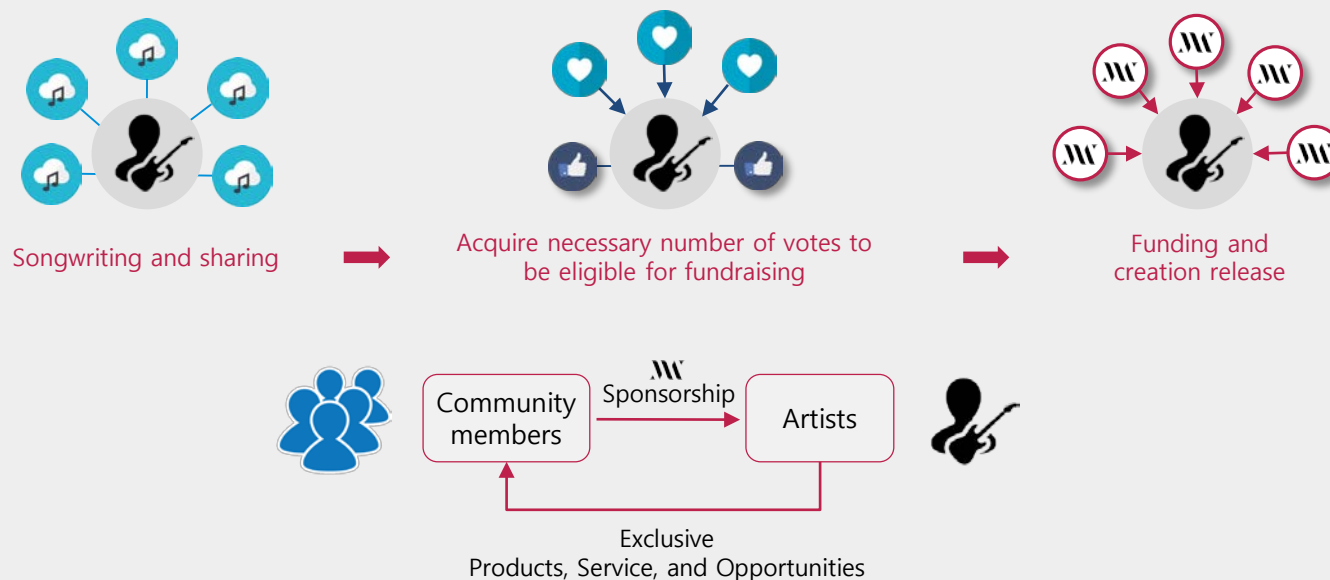 Songwriting and sharing
Acquire necessary number of votes to
be eligible for fundraising
Funding and
creation release
Community
members
Sponsorship
Artists
Exclusive
Products, Service, and Opportunities